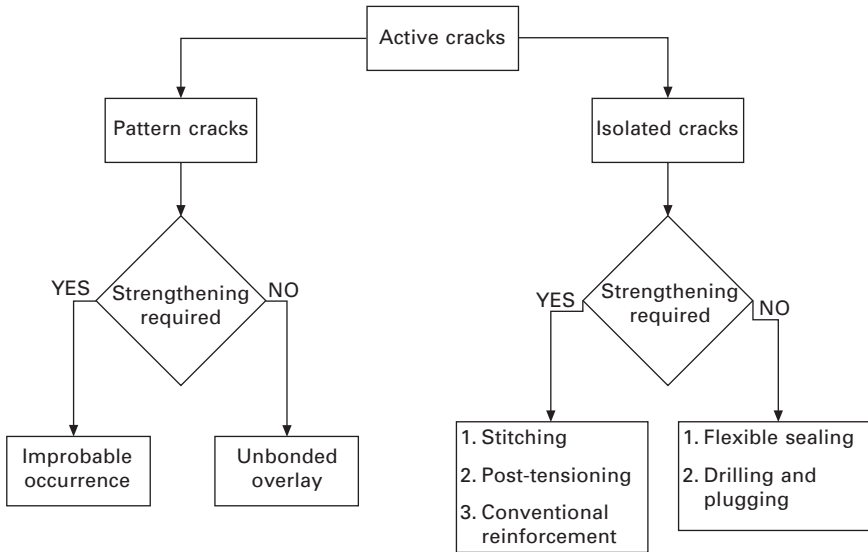 Active cracks
Pattern cracks
Isolated cracks
YES
Strengthening
required
NO
YES
Strengthening
required
NO
Improbable
occurrence
Unbonded
overlay
1. Stitching
2. Post-tensioning
3. Conventional
reinforcement
1. Flexible sealing
2. Drilling and
plugging